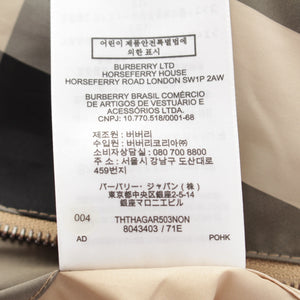 어린이 제품안전특별법에
의한 표시
BURBERRY LTD
HORSEFERRY HOUSE
HORSEFERRY ROAD LONDON SW1P 2AW
BURBERRY BRASIL COMÉRCIO
DE ARTIGOS DE VESTUÁRIO E
ACESSÓRIOS LTDA.
CNPJ: 10.770.518/0001-68
제조원 : 버버리
수입원 : 버버리코리아㈜
소비자상담실 : 080 700 8800
주소 : 서울시 강남구 도산대로
459번지
バーバリー・ジャパン(株)
東京都中央区銀座2-5-14
銀座マロニエビル
004 THTHAGAR503NON
8043403 / 71E
AD POHK